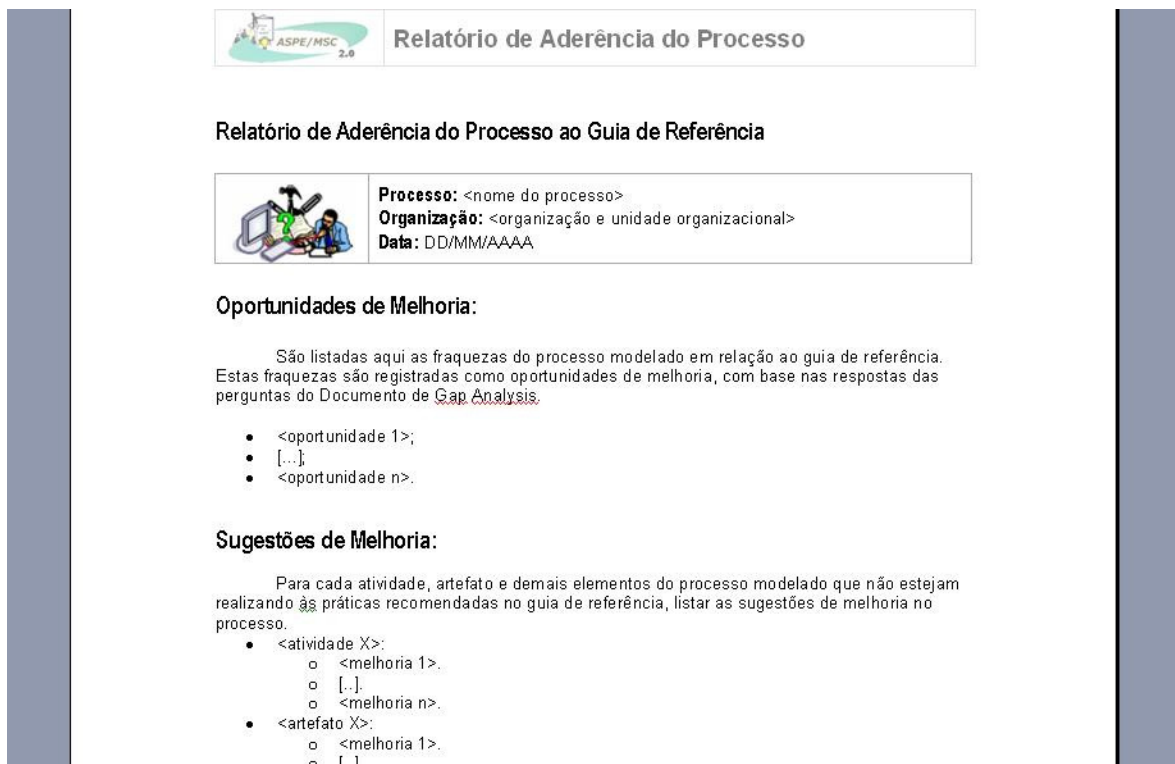 ASPE/MSC
2.0
Relatório de Aderência do Processo
Relatório de Aderência do Processo ao Guia de Referência
?
Processo: <nome do processo>
Organização: <organização e unidade organizacional>
Data: DD/MM/AAAA
Oportunidades de Melhoria:
São listadas aqui as fraquezas do processo modelado em relação ao guia de referência.
Estas fraquezas são registradas como oportunidades de melhoria, com base nas respostas das
perguntas do Documento de Gap Analysis.
• <oportunidade 1>;
• [...];
• <oportunidade n>.
Sugestões de Melhoria:
Para cada atividade, artefato e demais elementos do processo modelado que não estejam
realizando às práticas recomendadas no guia de referência, listar as sugestões de melhoria no
processo.
• <atividade X>:
o <melhoria 1>.
o [..].
o <melhoria n>.
• <artefato X>:
o <melhoria 1>.